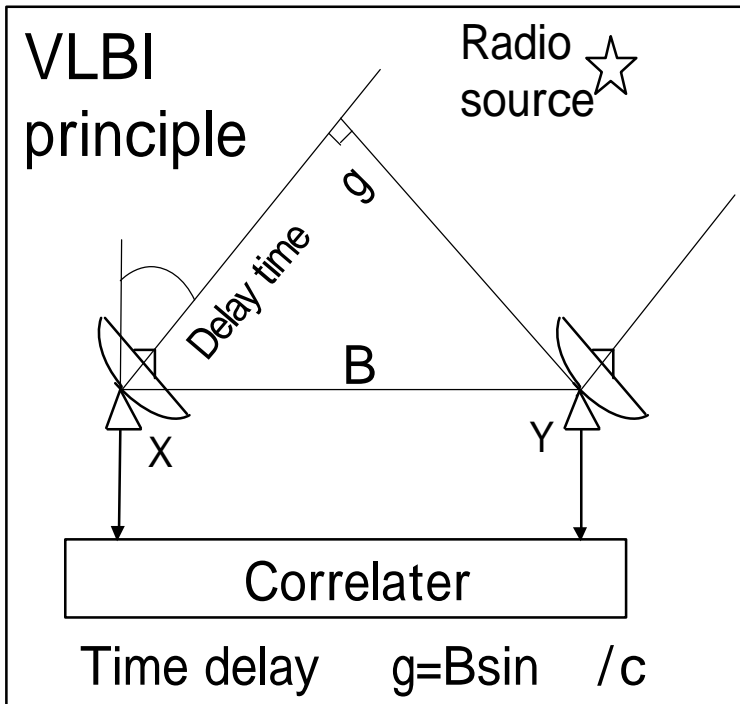 VLBI
principle
Radio
source
g
Delay time
B
X
Y
Correlater
Time delay g=Bsin /c